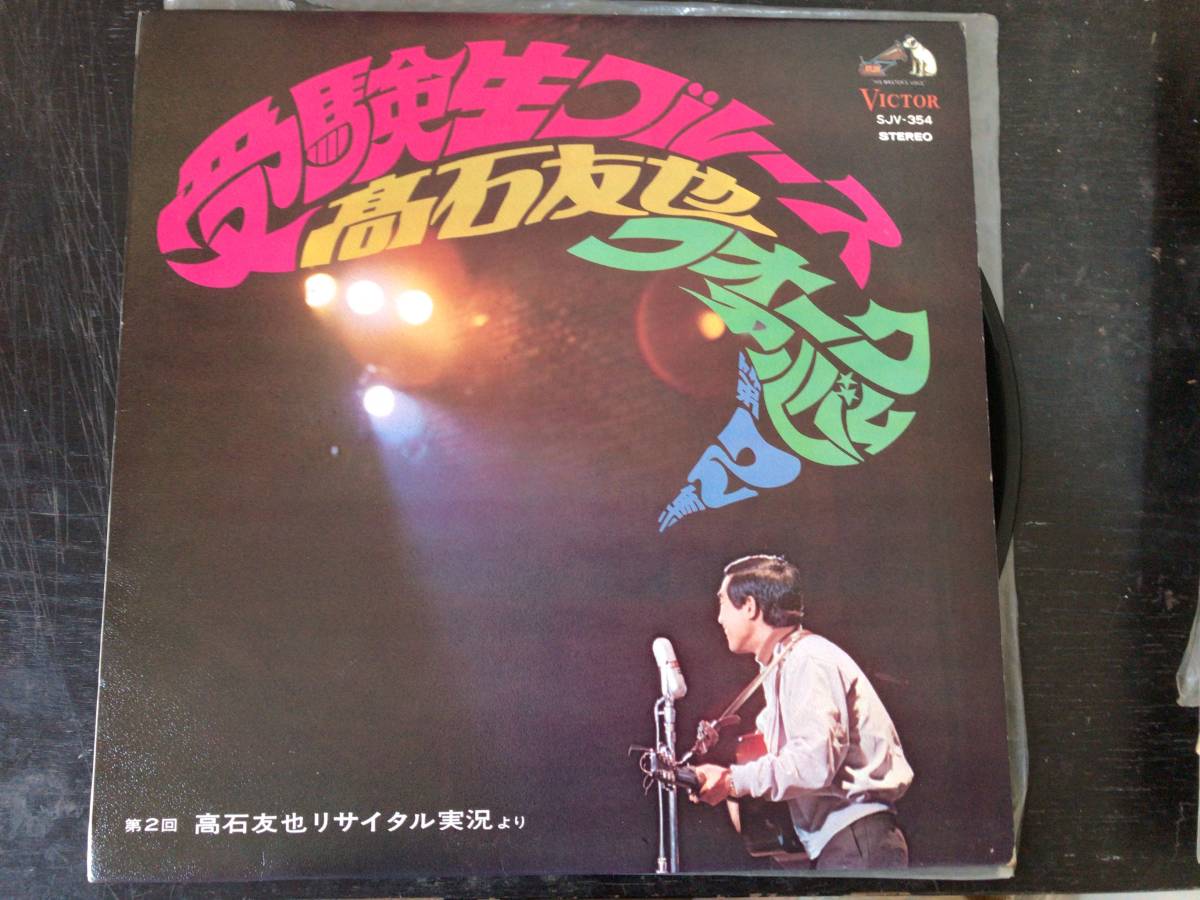 受験生ブルース
高石友也
フォーク
アルバム
第2集
"HIS MASTER'S VOICE"
VICTOR
SJV-354
STEREO
第2回 高石友也リサイタル実況より